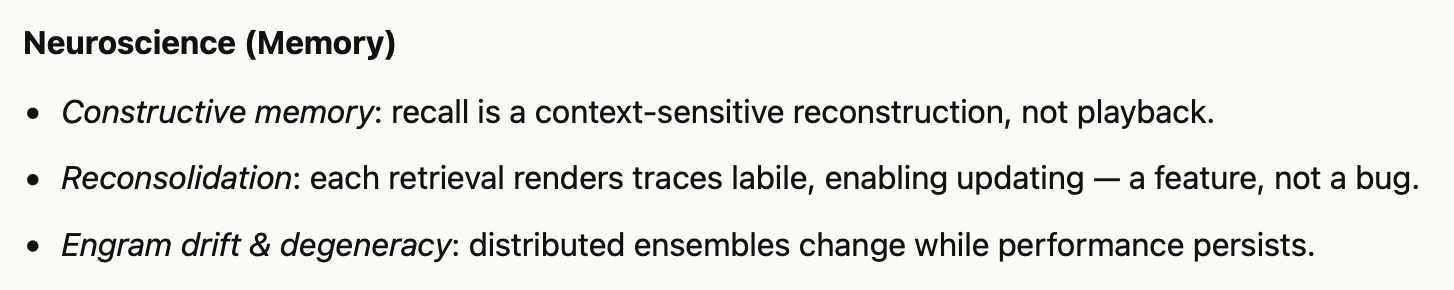 Neuroscience (Memory)
• Constructive memory: recall is a context-sensitive reconstruction, not playback.
• Reconsolidation: each retrieval renders traces labile, enabling updating — a feature, not a bug.
• Engram drift & degeneracy: distributed ensembles change while performance persists.